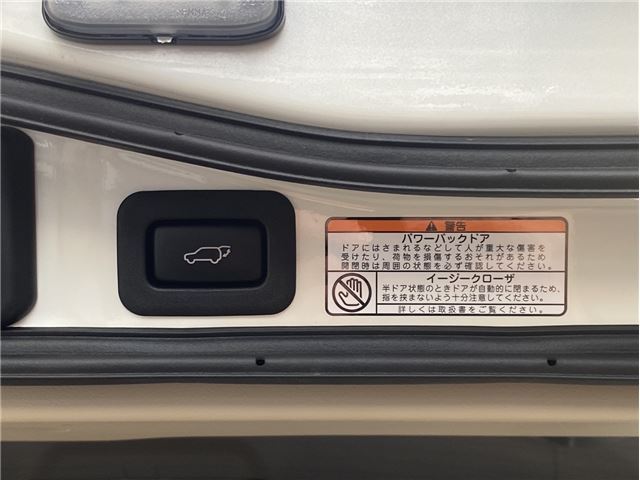 警告
パワーバックドア
ドアにはさまれるなどして人が重大な傷害を
受けたり、荷物を損傷するおそれがあるため
開閉時は周囲の状態を必ず確認してください。
イージークローザ
半ドア状態のときドアが自動的に閉まるため、
指を挟まないよう十分注意してください。
詳しくは取扱書をご覧ください。